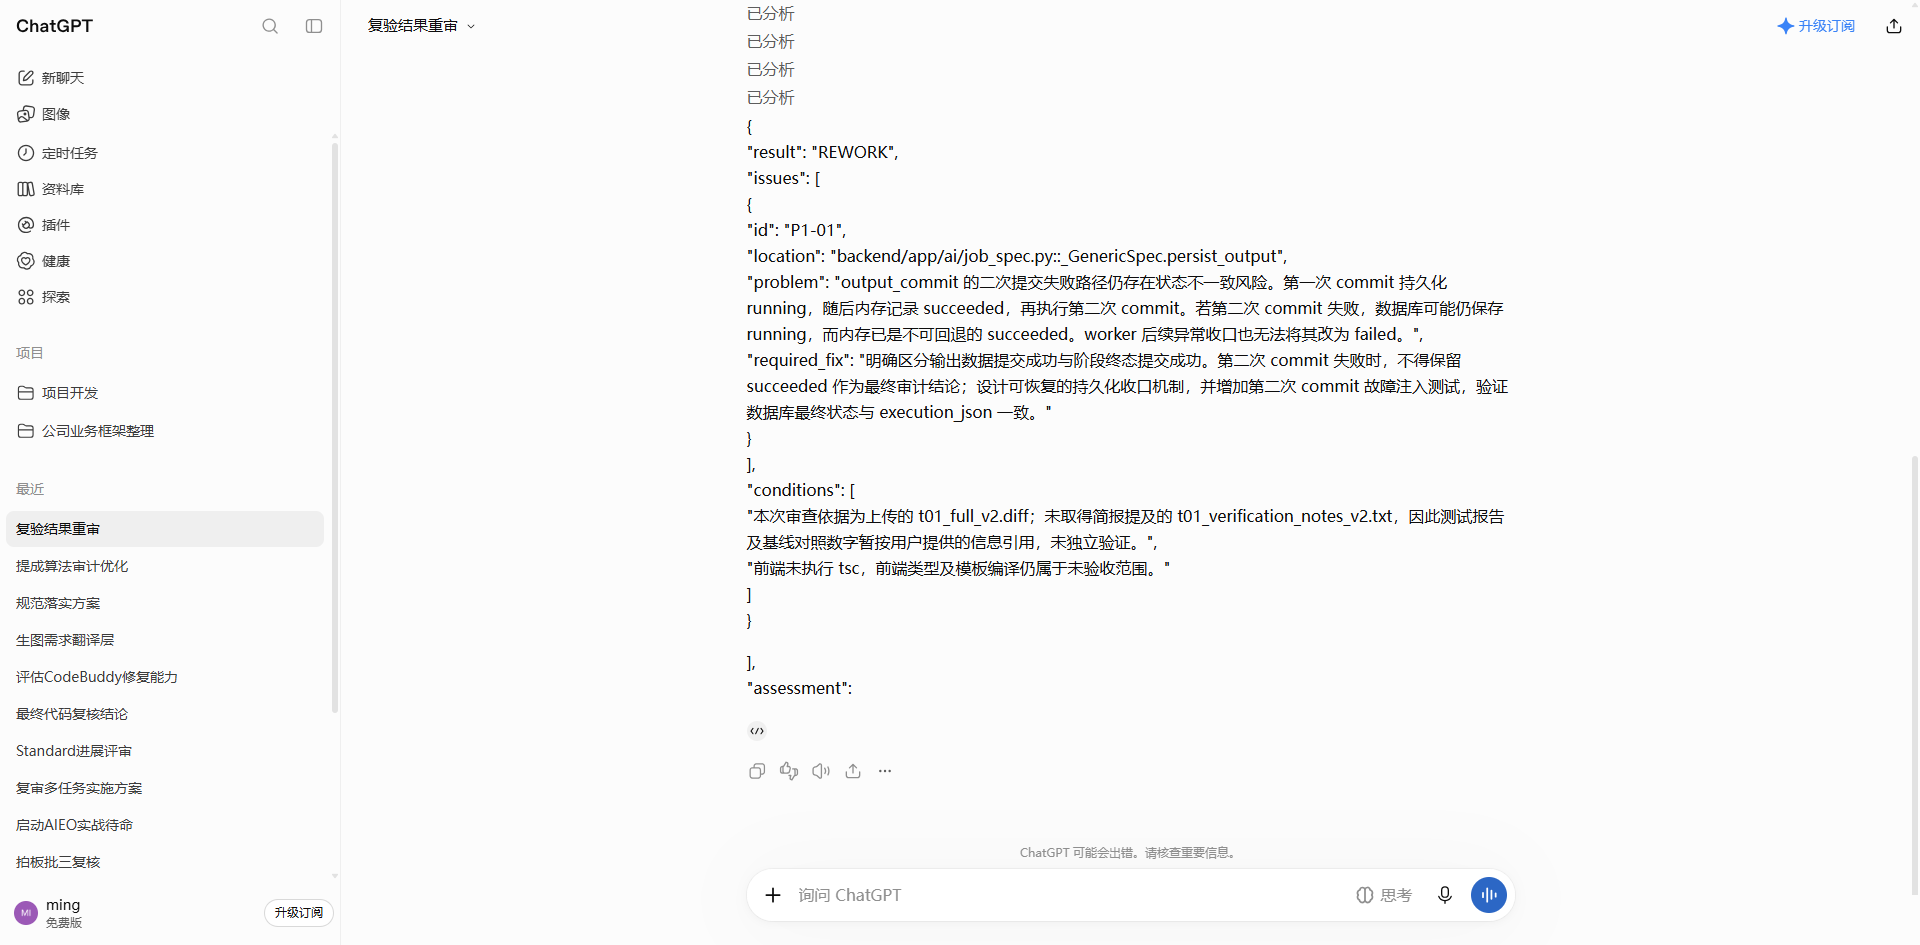 ChatGPT
新聊天
图像
定时任务
资料库
插件
健康
探索
项目
项目开发
公司业务框架整理
最近
复验结果重审
提成算法审计优化
规范落实方案
生图需求翻译层
评估CodeBuddy修复能力
最终代码复核结论
Standard进展评审
复审多任务实施方案
启动AIEO实战待命
拍板批三复核
MI
ming
免费版
升级订阅
复验结果重审
升级订阅
已分析
已分析
已分析
已分析
{
"result": "REWORK",
"issues": [
{
"id": "P1-01",
"location": "backend/app/ai/job_spec.py::_GenericSpec.persist_output",
"problem": "output_commit 的二次提交失败路径仍存在状态不一致风险。第一次 commit 持久化
running，随后内存记录 succeeded，再执行第二次 commit。若第二次 commit 失败，数据库可能仍保存
running，而内存已是不可回退的 succeeded。worker 后续异常收口也无法将其改为 failed。",
"required_fix": "明确区分输出数据提交成功与阶段终态提交成功。第二次 commit 失败时，不得保留
succeeded 作为最终审计结论；设计可恢复的持久化收口机制，并增加第二次 commit 故障注入测试，验证
数据库最终状态与 execution_json 一致。"
}
],
"conditions": [
"本次审查依据为上传的 t01_full_v2.diff；未取得简报提及的 t01_verification_notes_v2.txt，因此测试报告
及基线对照数字暂按用户提供的信息引用，未独立验证。",
"前端未执行 tsc，前端类型及模板编译仍属于未验收范围。"
]
}
],
"assessment":
ChatGPT 可能会出错。请核查重要信息。
询问 ChatGPT
思考